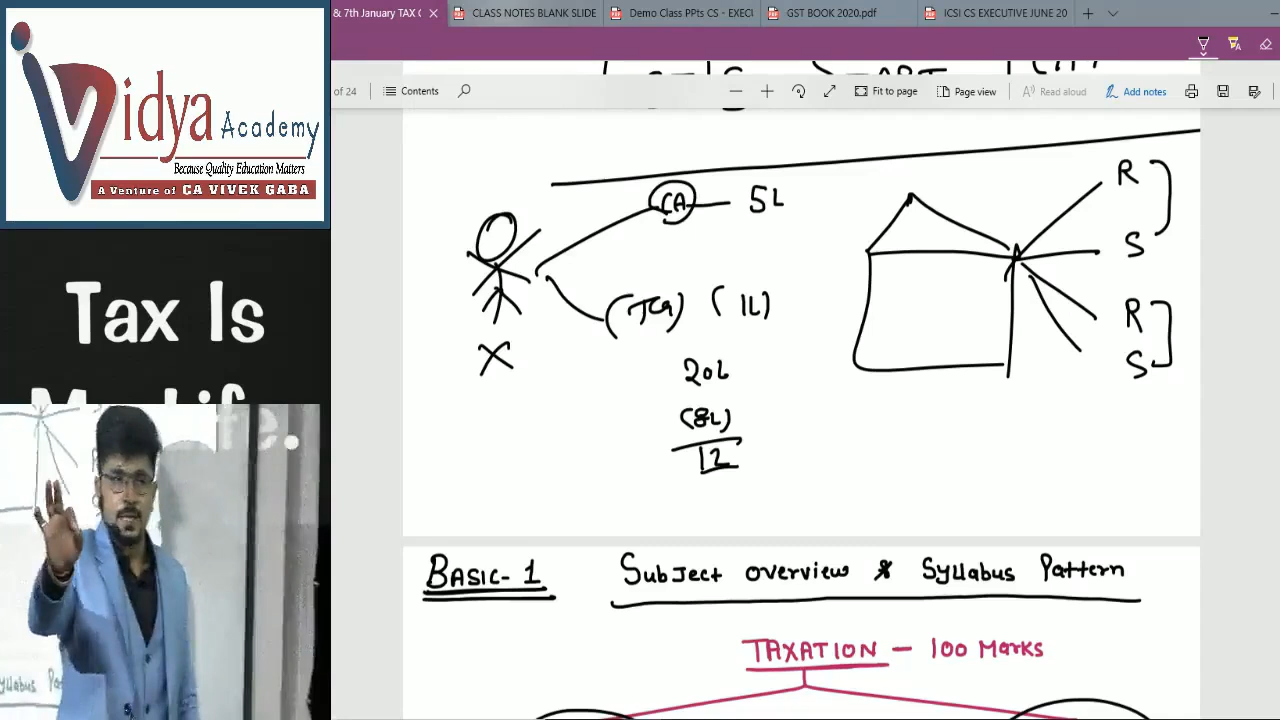 & 7th January TAX C
CLASS NOTES BLANK SLIDE
Demo Class PPts CS - EXECU
GST BOOK 2020.pdf
ICSI CS EXECUTIVE JUNE 20
of 24
Contents
Fit to page
Page view
Read aloud
Add notes
Vidya Academy
Because Quality Education Matters
A Venture of CA VIVEK GABA
Tax Is
My Life.
CA 5L
(1L)
X
20L
(8L)
12
R
S
R
S
BASIC-1 Subject overview & Syllabus Pattern
TAXATION - 100 Marks